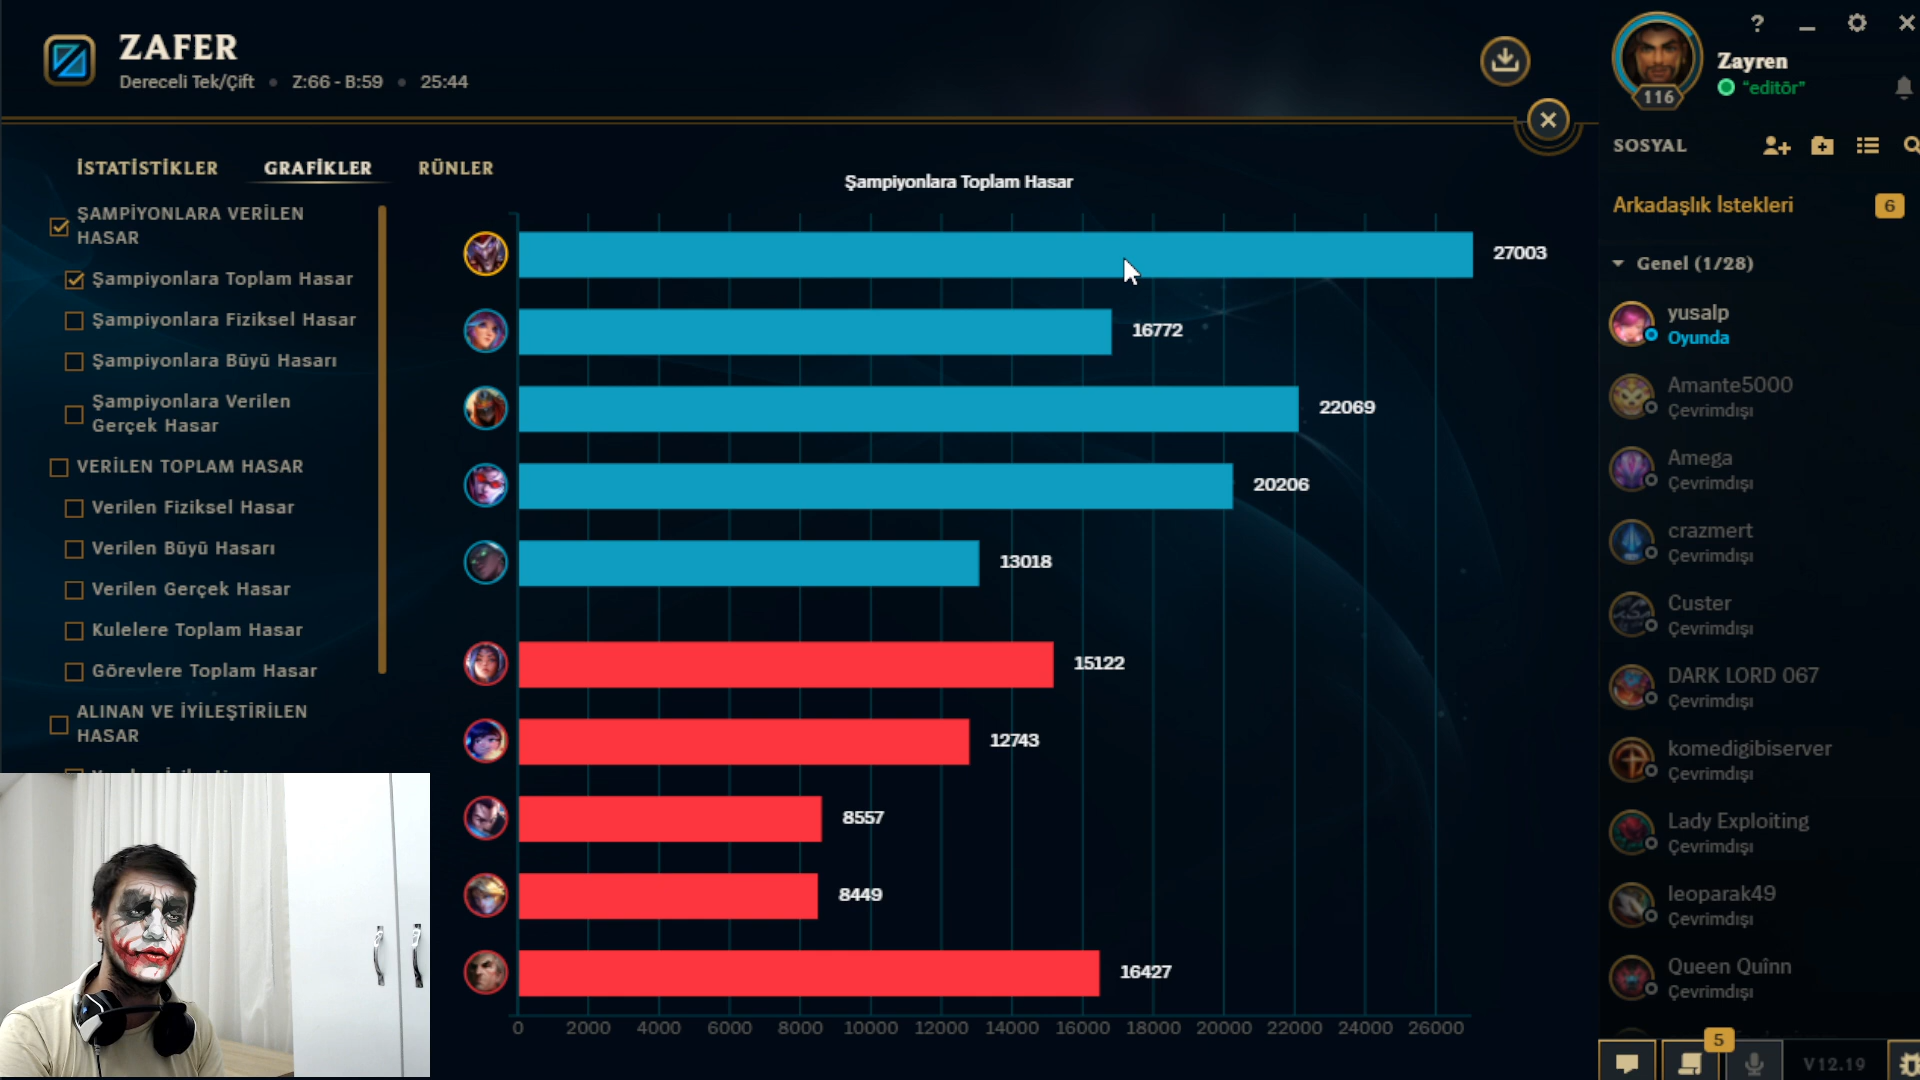 ZAFER
Dereceli Tek/Çift • Z:66 - B:59 • 25:44
İSTATİSTİKLER GRAFİKLER RÜNLER
ŞAMPİYONLARA VERİLEN
HASAR
Şampiyonlara Toplam Hasar
Şampiyonlara Fiziksel Hasar
Şampiyonlara Büyü Hasarı
Şampiyonlara Verilen
Gerçek Hasar
VERİLEN TOPLAM HASAR
Verilen Fiziksel Hasar
Verilen Büyü Hasarı
Verilen Gerçek Hasar
Kulelere Toplam Hasar
Görevlere Toplam Hasar
ALINAN VE İYİLEŞTİRİLEN
HASAR
Şampiyonlara Toplam Hasar
27003
16772
22069
20206
13018
15122
12743
8557
8449
16427
0 2000 4000 6000 8000 10000 12000 14000 16000 18000 20000 22000 24000 26000
?
116
Zayren
"editör"
SOSYAL
Arkadaşlık İstekleri 6
Genel (1/28)
yusalp
Oyunda
Amante5000
Çevrimdışı
Amega
Çevrimdışı
crazmert
Çevrimdışı
Custer
Çevrimdışı
DARK LORD 067
Çevrimdışı
komedigibiserver
Çevrimdışı
Lady Exploiting
Çevrimdışı
leoparak49
Çevrimdışı
Queen Quînn
Çevrimdışı
5
V12.19